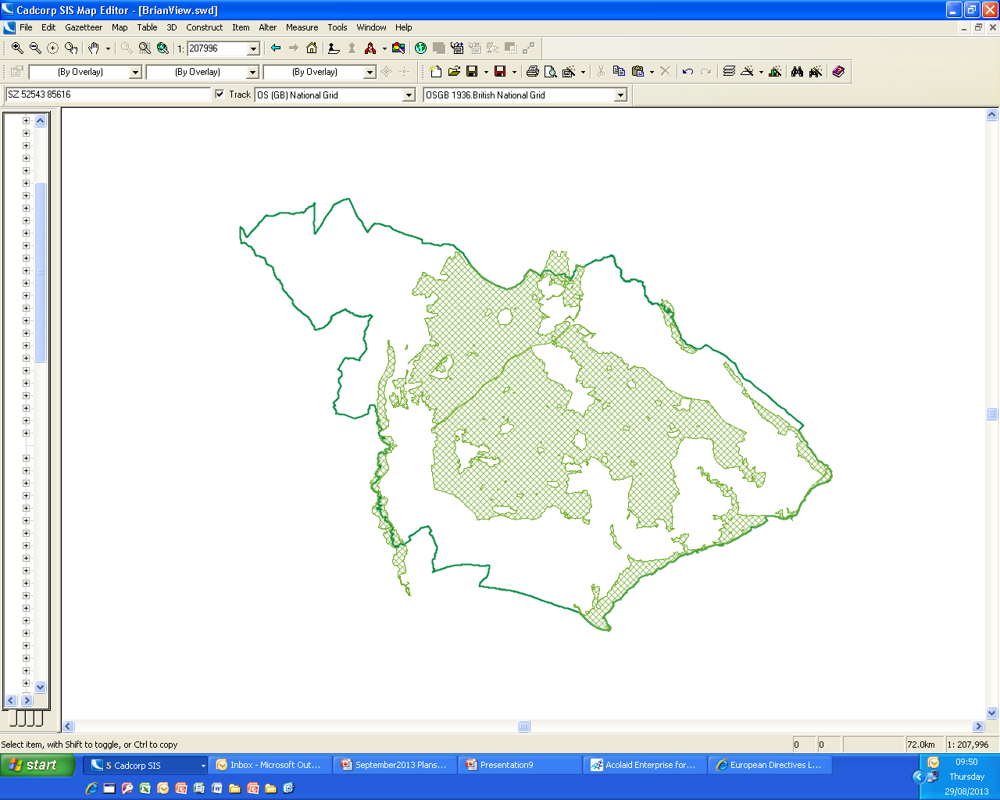 Cadcorp SIS Map Editor - [BrianView.swd]
File Edit Gazetteer Map Table 3D Construct Item Alter Measure Tools Window Help
1: 207996
(By Overlay) (By Overlay) (By Overlay)
SZ 52543 85616 Track OS (GB) National Grid OSGB 1936.British National Grid
Select item, with Shift to toggle, or Ctrl to copy 0 0 72.0km 1: 207,996
start 5 Cadcorp SIS Inbox - Microsoft Out... September2013 Plans... Presentation9 Acolaid Enterprise for... European Directives L... 09:50
Thursday
29/08/2013